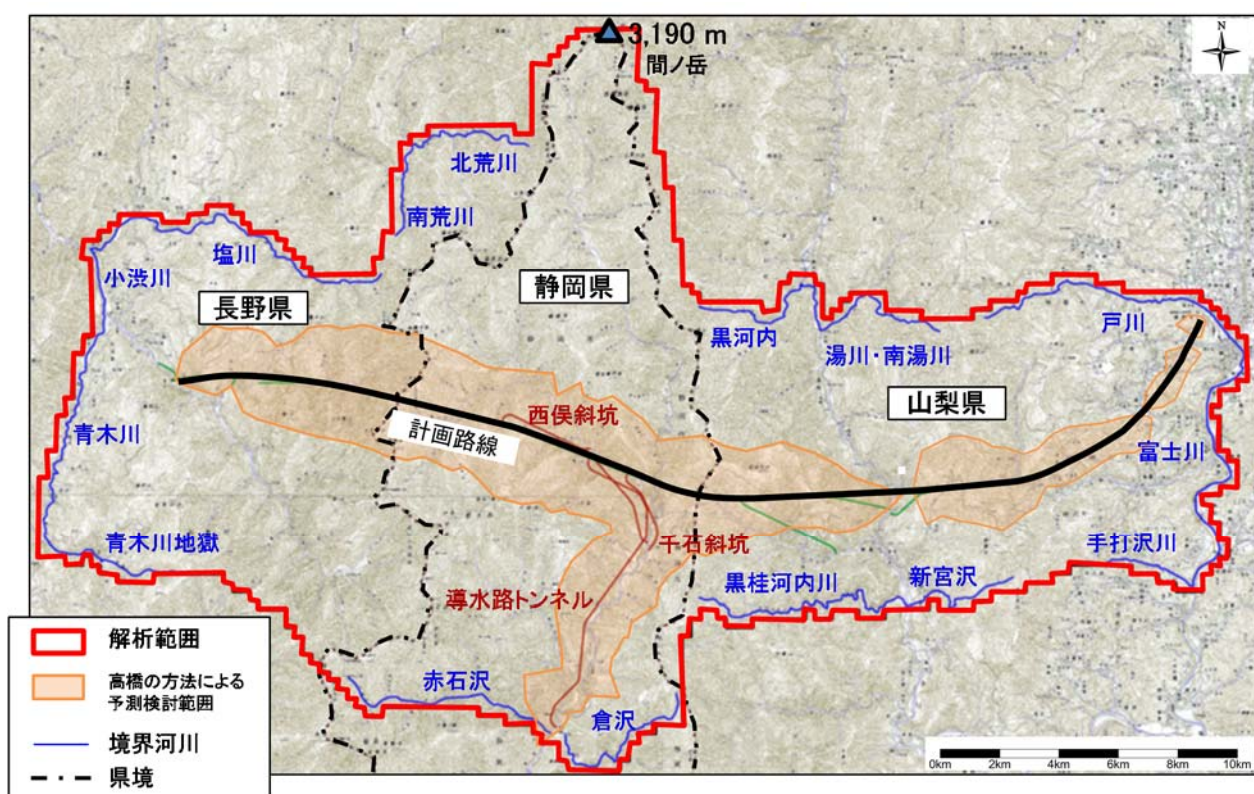 3,190 m
間ノ岳
N
北荒川
南荒川
塩川
小渋川
長野県
静岡県
黒河内
湯川・南湯川
戸川
山梨県
西俣斜坑
計画路線
青木川
富士川
千石斜坑
青木川地獄
手打沢川
黒桂河内川
新宮沢
導水路トンネル
赤石沢
倉沢
解析範囲
高橋の方法による
予測検討範囲
境界河川
県境
0km 2km 4km 6km 8km 10km